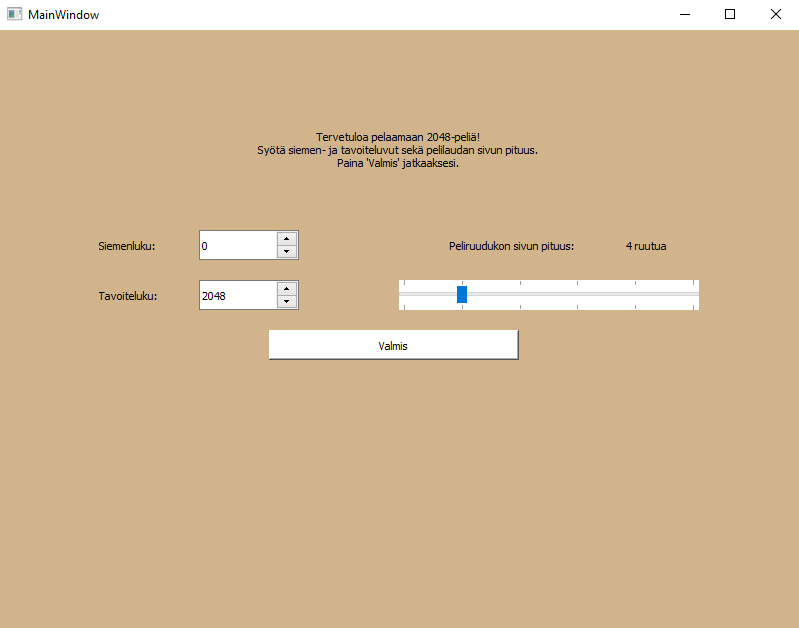 MainWindow
Tervetuloa pelaamaan 2048-peliä!
Syötä siemen- ja tavoiteluvut sekä pelilaudan sivun pituus.
Paina 'Valmis' jatkaaksesi.
Siemenluku:
0
Peliruudukon sivun pituus:
4 ruutua
Tavoiteluku:
2048
Valmis